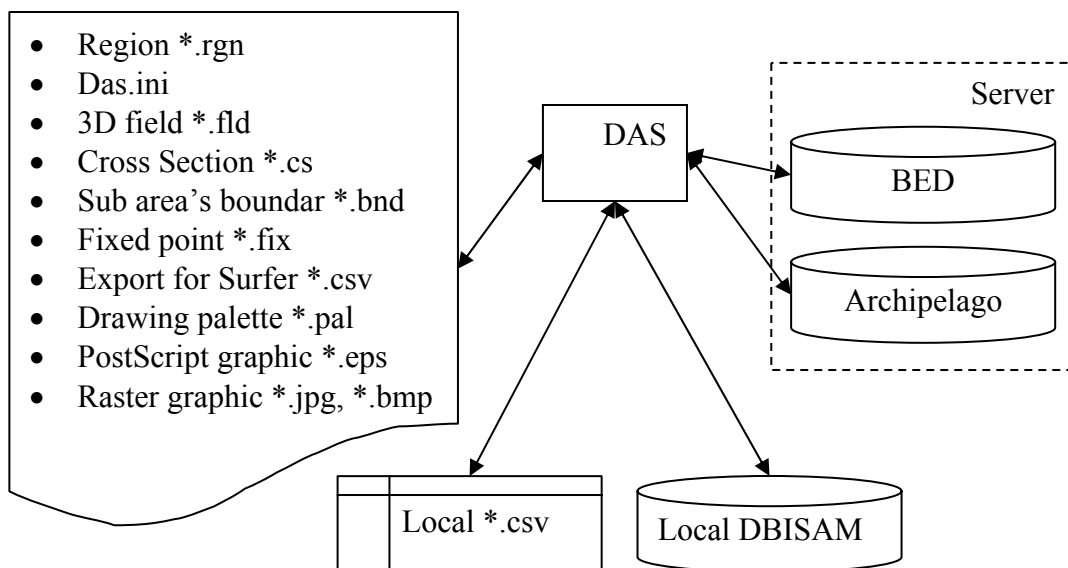 • Region *.rgn
• Das.ini
• 3D field *.fld
• Cross Section *.cs
• Sub area’s boundar *.bnd
• Fixed point *.fix
• Export for Surfer *.csv
• Drawing palette *.pal
• PostScript graphic *.eps
• Raster graphic *.jpg, *.bmp
DAS
Server
BED
Archipelago
Local *.csv
Local DBISAM